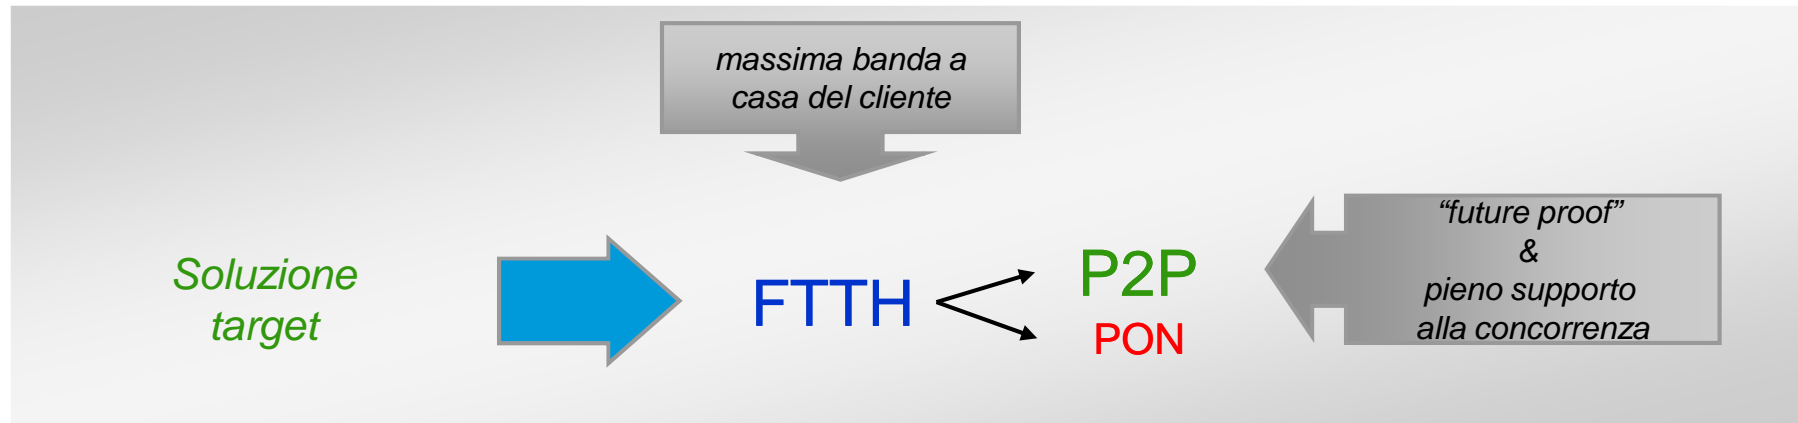 massima banda a
casa del cliente
Soluzione
target
FTTH
P2P
PON
“future proof”
&
pieno supporto
alla concorrenza